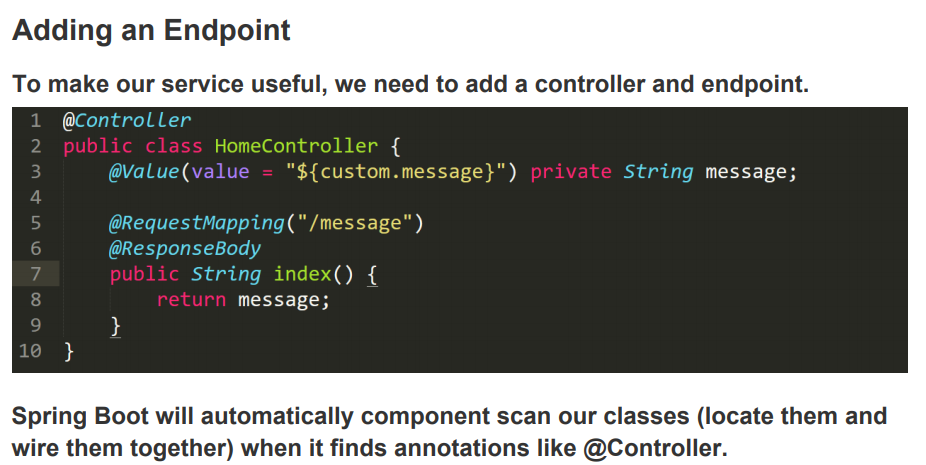 Adding an Endpoint
To make our service useful, we need to add a controller and endpoint.
1 @Controller
2 public class HomeController {
3     @Value(value = "${custom.message}") private String message;
4
5     @RequestMapping("/message")
6     @ResponseBody
7     public String index() {
8         return message;
9     }
10 }
Spring Boot will automatically component scan our classes (locate them and
wire them together) when it finds annotations like @Controller.